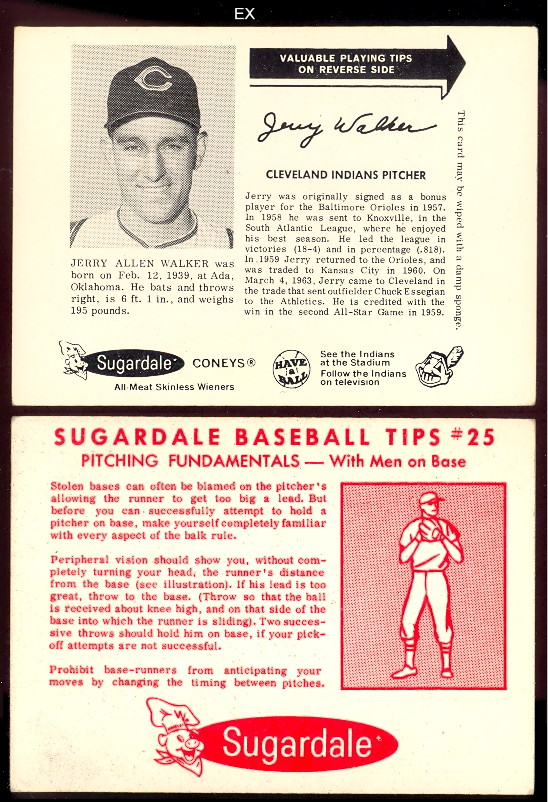 EX
VALUABLE PLAYING TIPS
ON REVERSE SIDE
Jerry Walker
CLEVELAND INDIANS PITCHER
Jerry was originally signed as a bonus
player for the Baltimore Orioles in 1957.
In 1958 he was sent to Knoxville, in the
South Atlantic League, where he enjoyed
his best season. He led the league in
victories (18-4) and in percentage (.818).
In 1959 Jerry returned to the Orioles, and
was traded to Kansas City in 1960. On
March 4, 1963, Jerry came to Cleveland in
the trade that sent outfielder Chuck Essegian
to the Athletics. He is credited with the
win in the second All-Star Game in 1959.
This card may be wiped with a damp sponge.
JERRY ALLEN WALKER was
born on Feb. 12, 1939, at Ada,
Oklahoma. He bats and throws
right, is 6 ft. 1 in., and weighs
195 pounds.
Sugardale CONEYS®
All-Meat Skinless Wieners
HAVE
a
BALL
See the Indians
at the Stadium
Follow the Indians
on television
SUGARDALE BASEBALL TIPS #25
PITCHING FUNDAMENTALS — With Men on Base
Stolen bases can often be blamed on the pitcher's
allowing the runner to get too big a lead. But
before you can successfully attempt to hold a
pitcher on base, make yourself completely familiar
with every aspect of the balk rule.
Peripheral vision should show you, without com-
pletely turning your head, the runner's distance
from the base (see illustration). If his lead is too
great, throw to the base. (Throw so that the ball
is received about knee high, and on that side of the
base into which the runner is sliding). Two succes-
sive throws should hold him on base, if your pick-
off attempts are not successful.
Prohibit base-runners from anticipating your
moves by changing the timing between pitches.
Sugardale